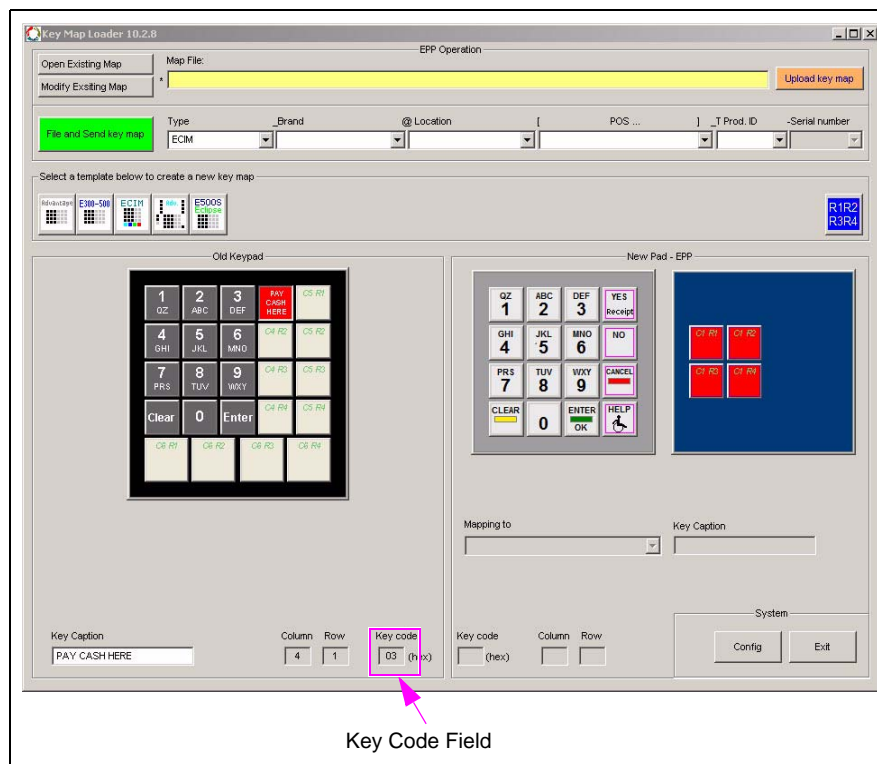 Key Map Loader 10.2.8
EPP Operation
Open Existing Map
Map File:
Modify Exsiting Map
*
Upload key map
File and Send key map
Type _Brand @ Location [ POS ... ] _T Prod. ID -Serial number
ECIM
Select a template below to create a new key map
Advantage E300-500 ECIM Adv. E500S Eclipse
R1R2
R3R4
Old Keypad
1 QZ 2 ABC 3 DEF PAY CASH HERE C5 R1
4 GHI 5 JKL 6 MNO C4 R2 C5 R2
7 PRS 8 TUV 9 WXY C4 R3 C5 R3
Clear 0 Enter C4 R4 C5 R4
C6 R1 C6 R2 C6 R3 C6 R4
Key Caption Column Row Key code
PAY CASH HERE 4 1 03 (hex)
New Pad - EPP
QZ 1 ABC 2 DEF 3 YES Receipt
GHI 4 JKL 5 MNO 6 NO
PRS 7 TUV 8 WXY 9 CANCEL
CLEAR 0 ENTER OK HELP
C1 R1 C1 R2
C1 R3 C1 R4
Mapping to Key Caption
Key code Column Row
(hex)
System
Config Exit
Key Code Field